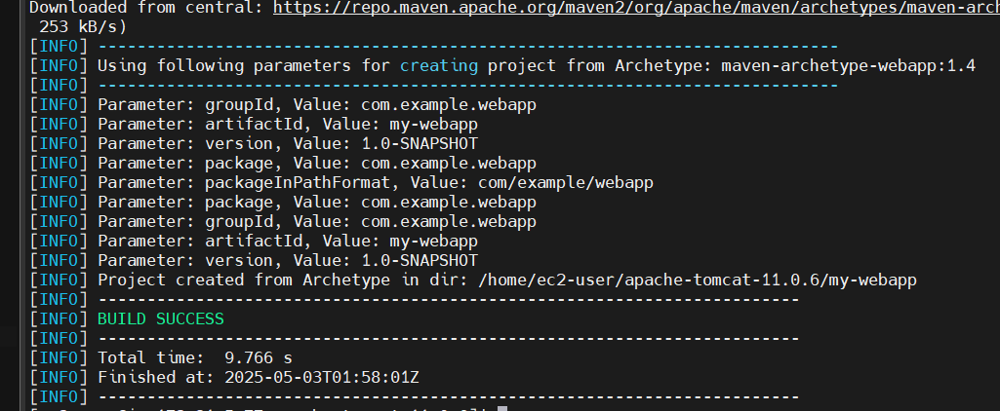 Downloaded from central: https://repo.maven.apache.org/maven2/org/apache/maven/archetypes/maven-arch
253 kB/s)
[INFO] ----------------------------------------------------------------------------
[INFO] Using following parameters for creating project from Archetype: maven-archetype-webapp:1.4
[INFO] ----------------------------------------------------------------------------
[INFO] Parameter: groupId, Value: com.example.webapp
[INFO] Parameter: artifactId, Value: my-webapp
[INFO] Parameter: version, Value: 1.0-SNAPSHOT
[INFO] Parameter: package, Value: com.example.webapp
[INFO] Parameter: packageInPathFormat, Value: com/example/webapp
[INFO] Parameter: package, Value: com.example.webapp
[INFO] Parameter: groupId, Value: com.example.webapp
[INFO] Parameter: artifactId, Value: my-webapp
[INFO] Parameter: version, Value: 1.0-SNAPSHOT
[INFO] Project created from Archetype in dir: /home/ec2-user/apache-tomcat-11.0.6/my-webapp
[INFO] ------------------------------------------------------------------------
[INFO] BUILD SUCCESS
[INFO] ------------------------------------------------------------------------
[INFO] Total time:  9.766 s
[INFO] Finished at: 2025-05-03T01:58:01Z
[INFO] ------------------------------------------------------------------------